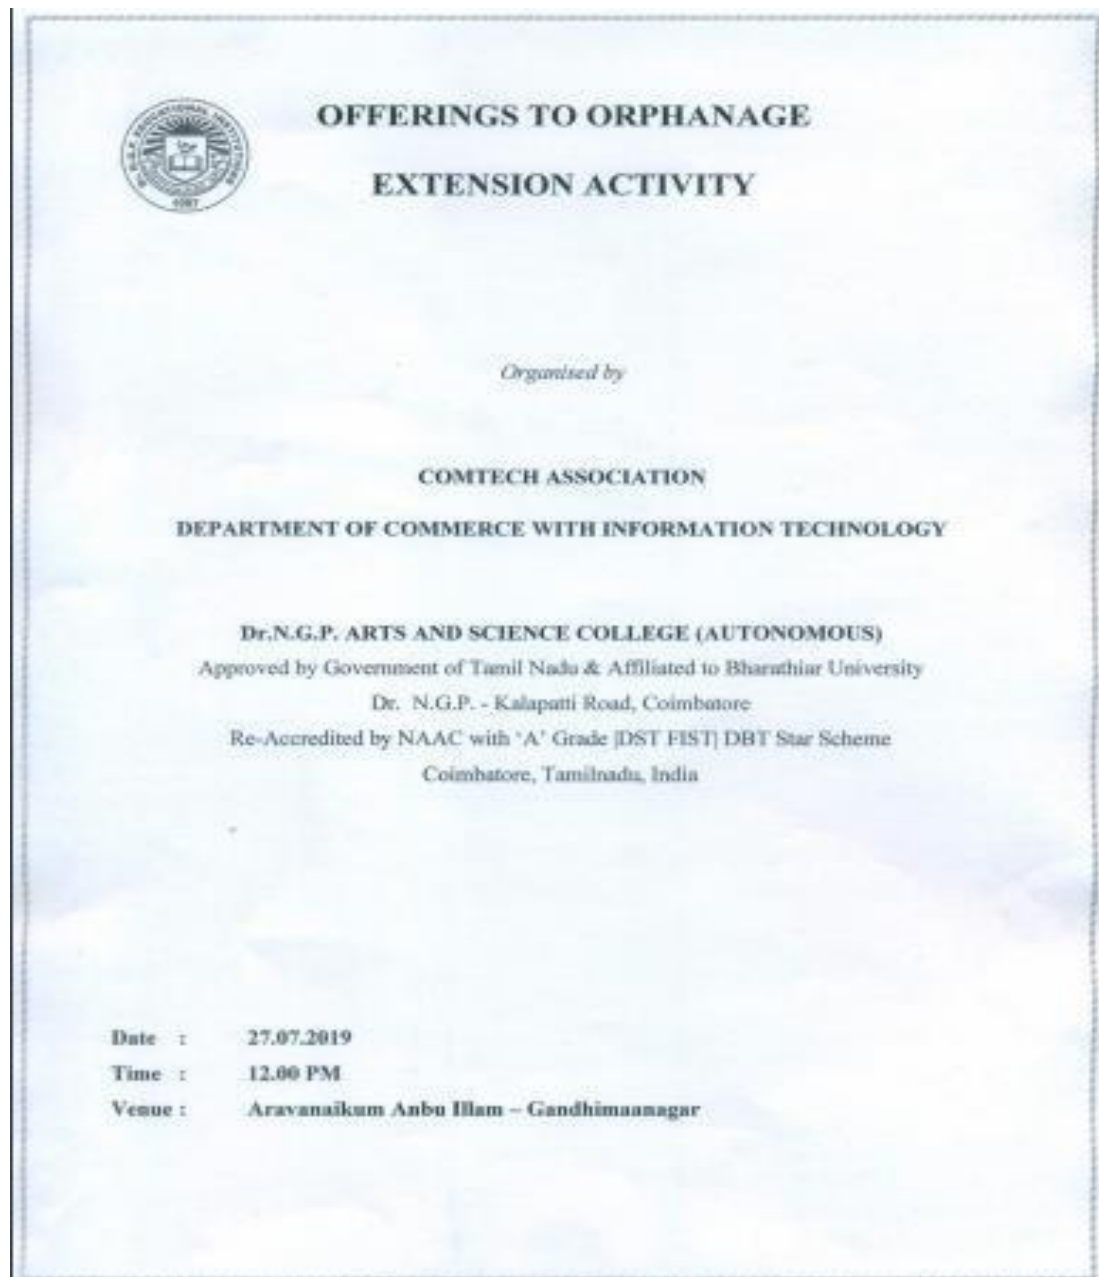 OFFERINGS TO ORPHANAGE
EXTENSION ACTIVITY
Organised by
COMTECH ASSOCIATION
DEPARTMENT OF COMMERCE WITH INFORMATION TECHNOLOGY
Dr.N.G.P. ARTS AND SCIENCE COLLEGE (AUTONOMOUS)
Approved by Government of Tamil Nadu & Affiliated to Bharathiar University
Dr. N.G.P. - Kalapatti Road, Coimbatore
Re-Accredited by NAAC with ‘A’ Grade |DST FIST| DBT Star Scheme
Coimbatore, Tamilnadu, India
Date : 27.07.2019
Time : 12.00 PM
Venue : Aravanaikum Anbu Illam – Gandhimaanagar